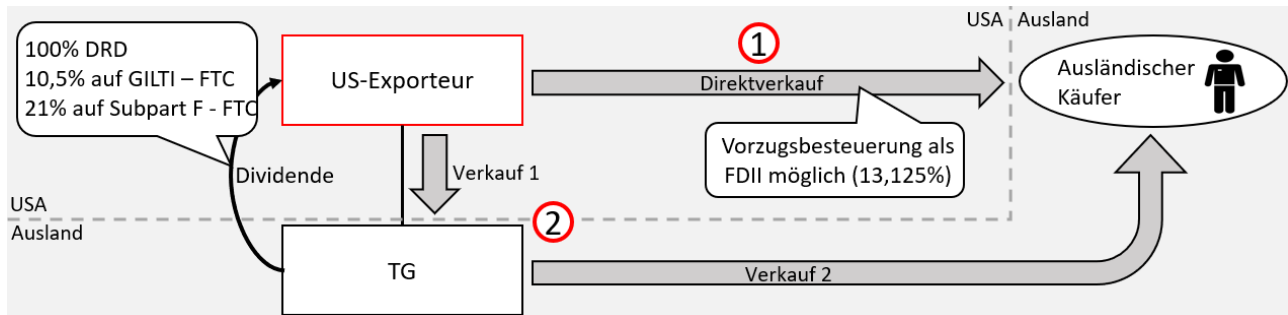 100% DRD
10,5% auf GILTI – FTC
21% auf Subpart F - FTC
US-Exporteur
1
Direktverkauf
USA
Ausland
Ausländischer
Käufer
Vorzugsbesteuerung als
FDII möglich (13,125%)
Dividende
Verkauf 1
USA
Ausland
2
TG
Verkauf 2